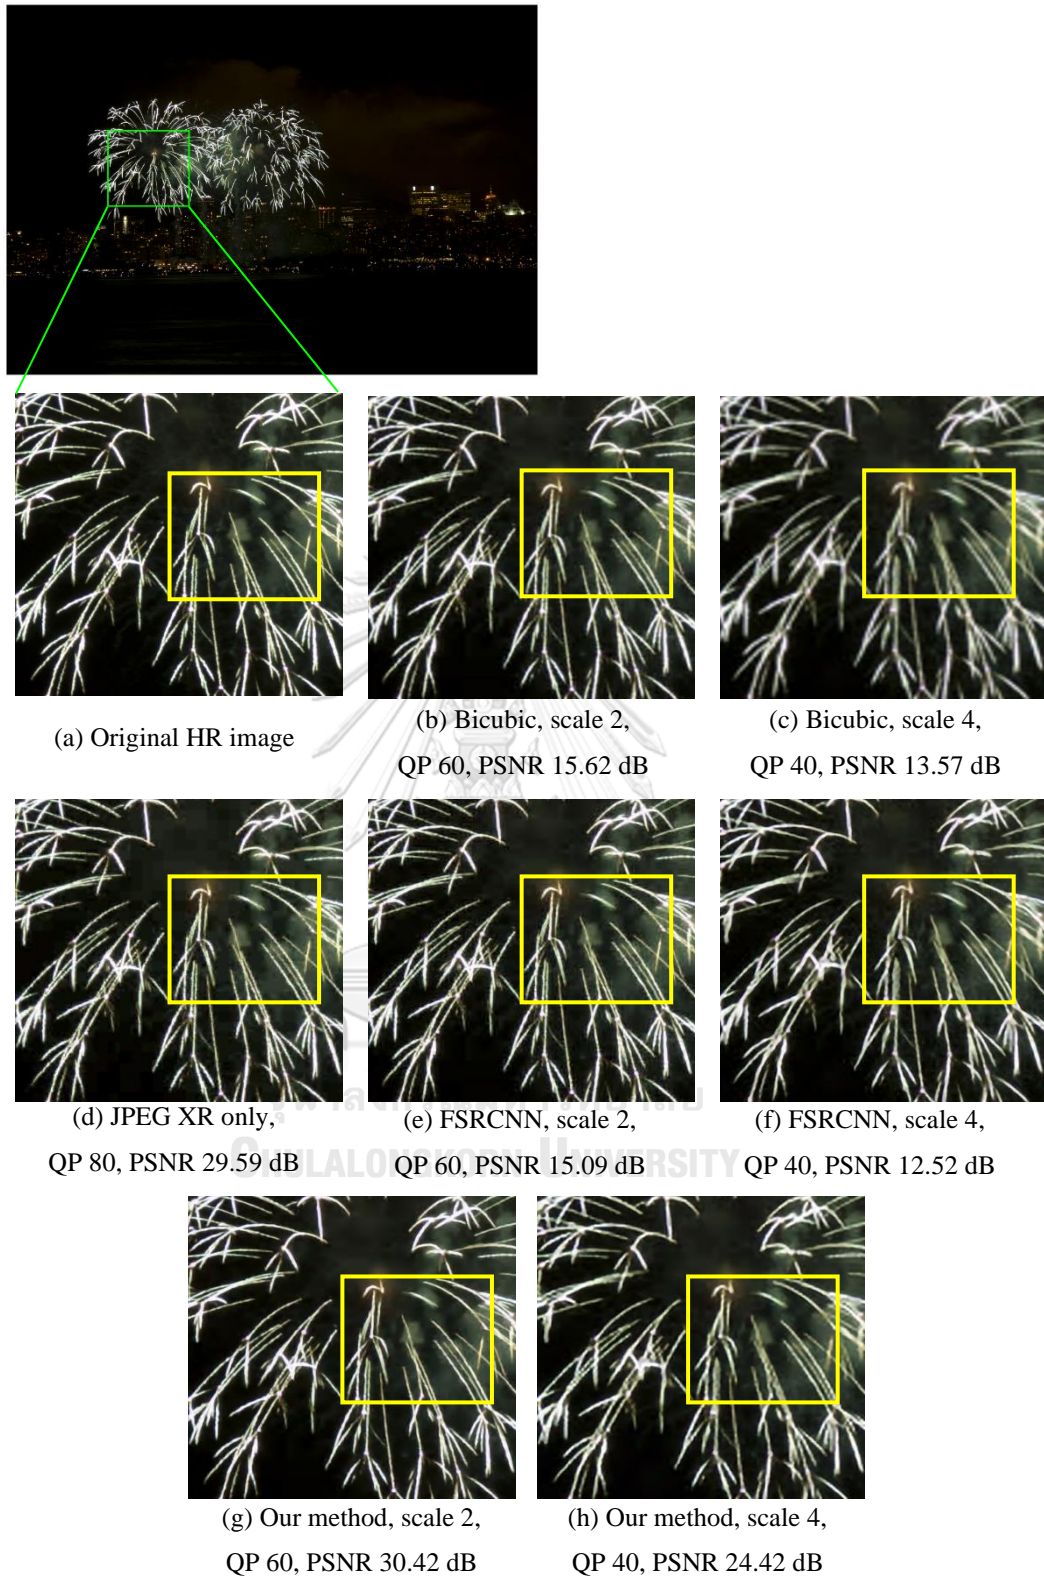 (a) Original HR image
(b) Bicubic, scale 2,
QP 60, PSNR 15.62 dB
(c) Bicubic, scale 4,
QP 40, PSNR 13.57 dB
(d) JPEG XR only,
QP 80, PSNR 29.59 dB
(e) FSRCNN, scale 2,
QP 60, PSNR 15.09 dB
(f) FSRCNN, scale 4,
QP 40, PSNR 12.52 dB
CHULALONGKORN UNIVERSITY
(g) Our method, scale 2,
QP 60, PSNR 30.42 dB
(h) Our method, scale 4,
QP 40, PSNR 24.42 dB